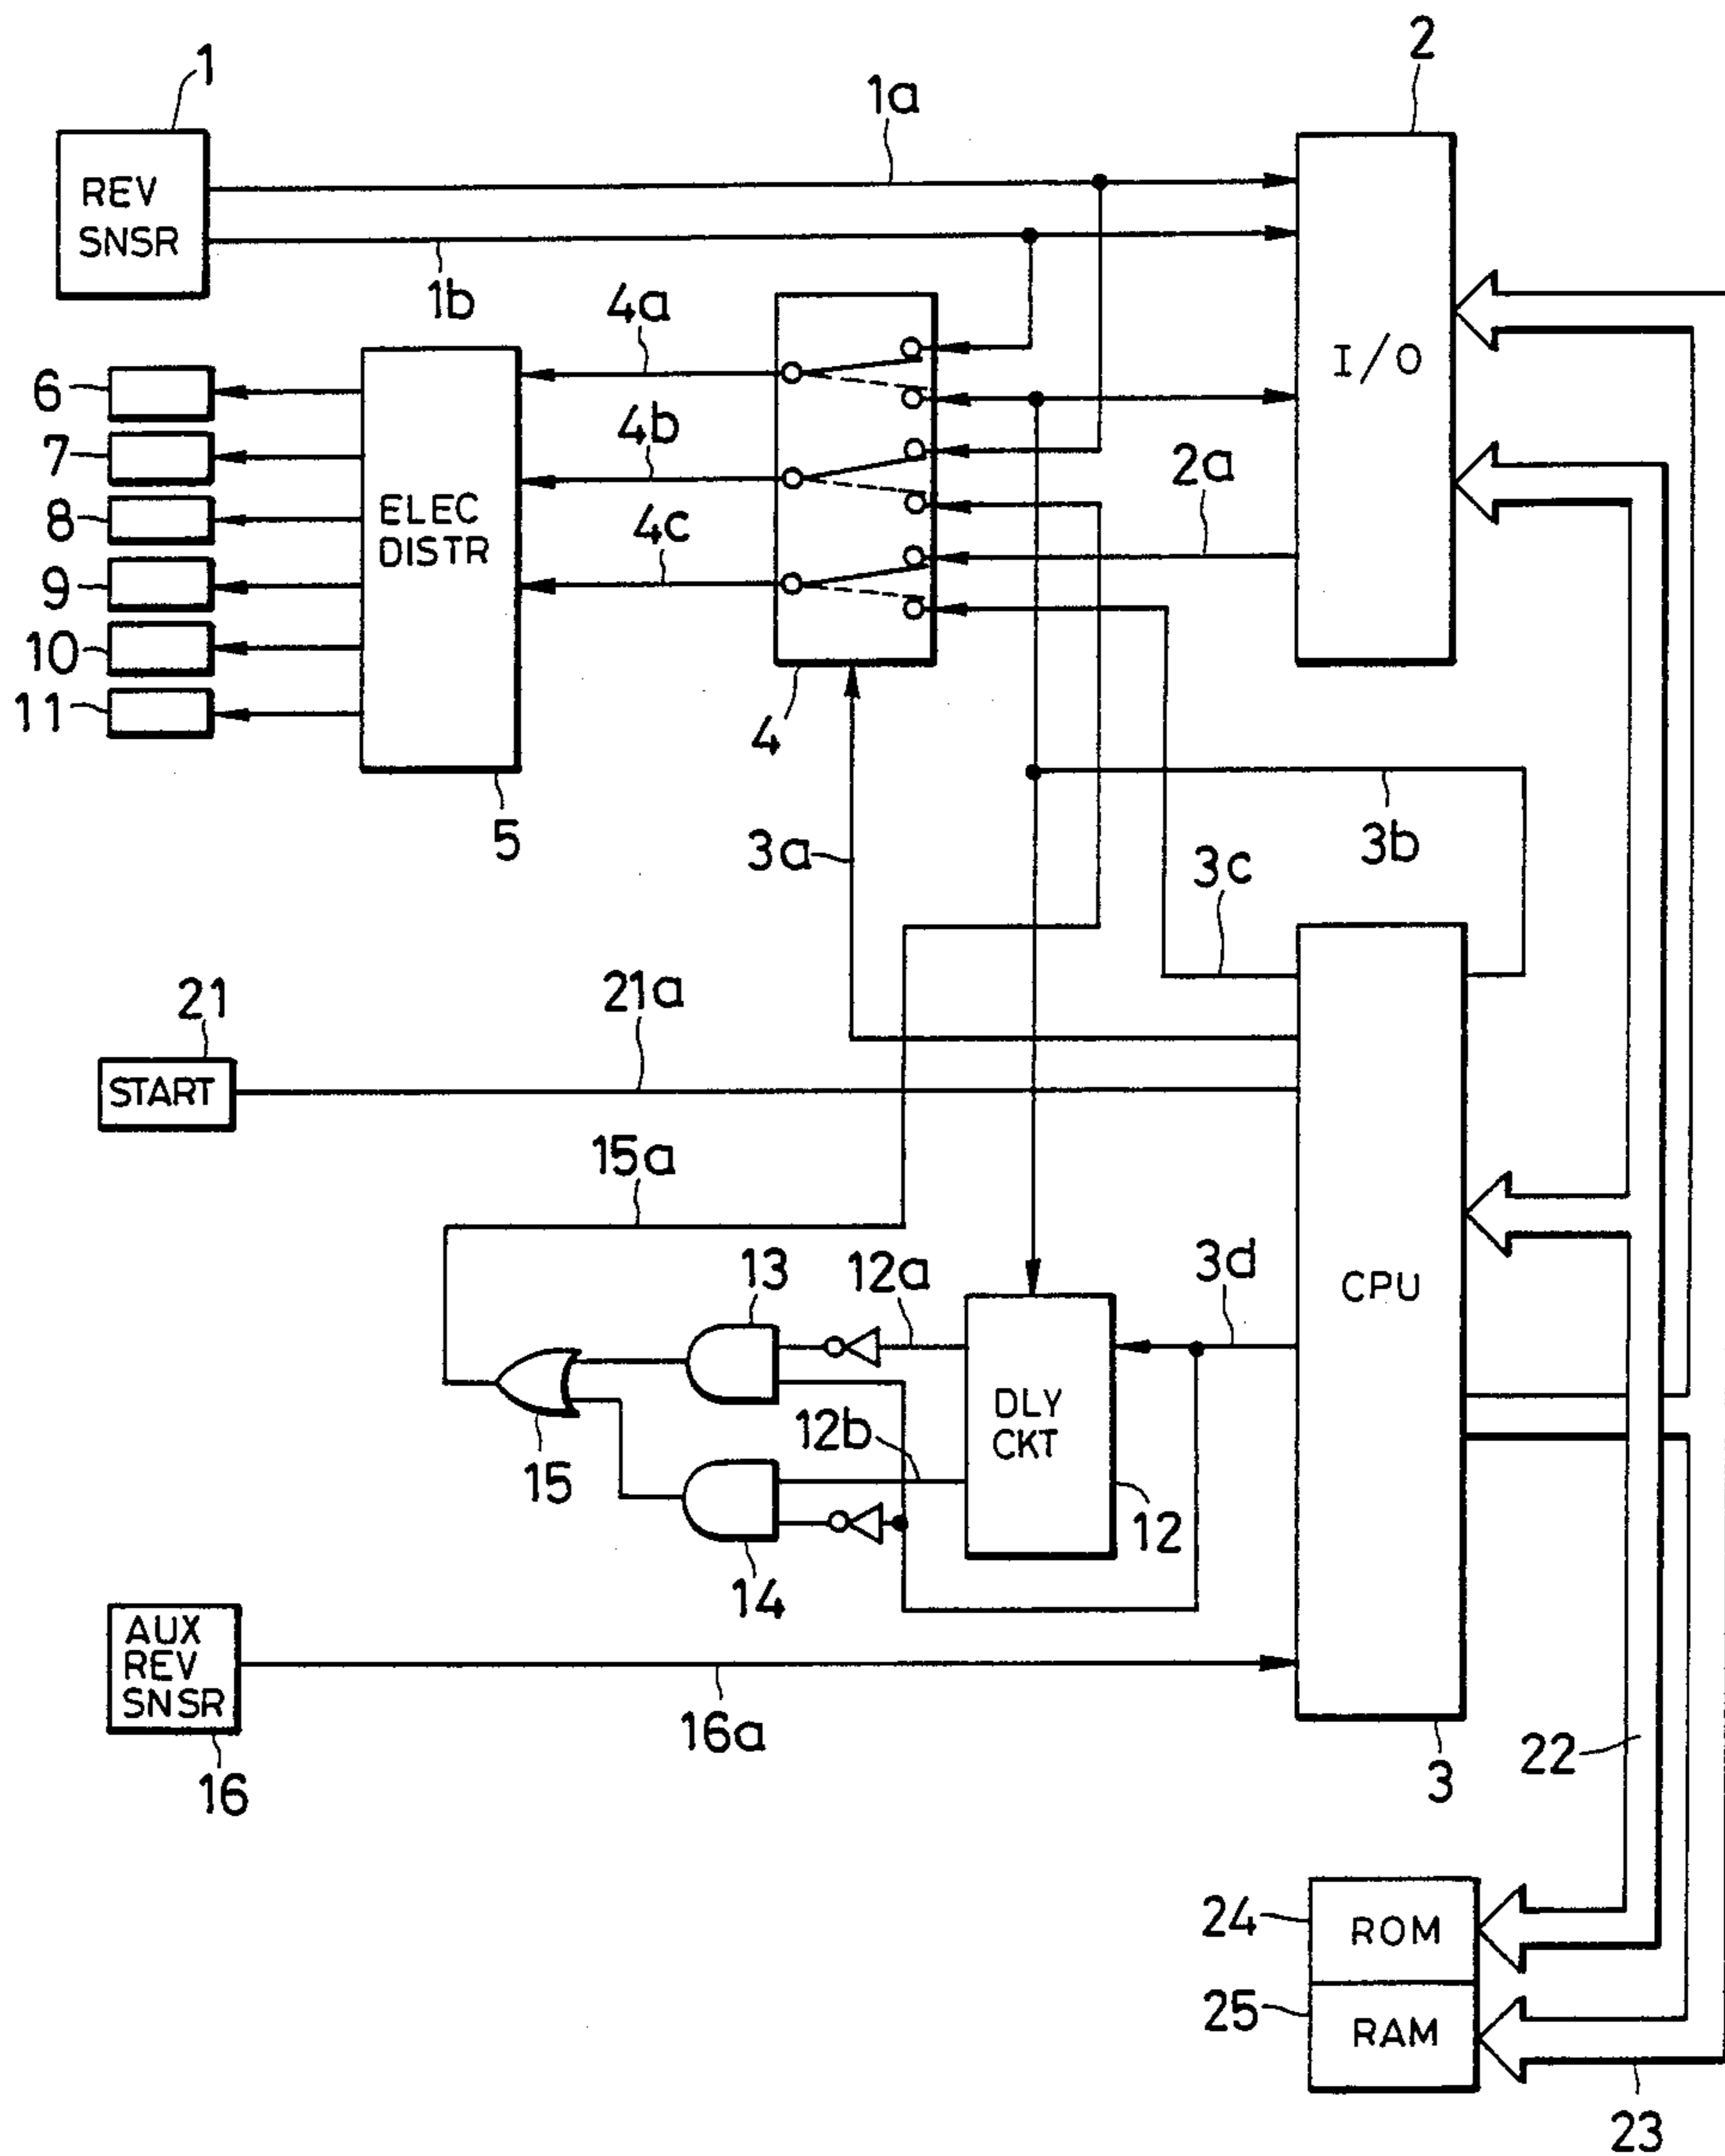 1
2
1a
REV
SNSR
1b
4a
I/O
6
7
4b
2a
8
ELEC
DISTR
4c
9
10
11
4
5
3a
3b
3c
21
21a
START
15a
13
12a
3d
CPU
DLY
CKT
12b
15
12
14
AUX
REV
SNSR
16a
22
16
3
24
ROM
25
RAM
23